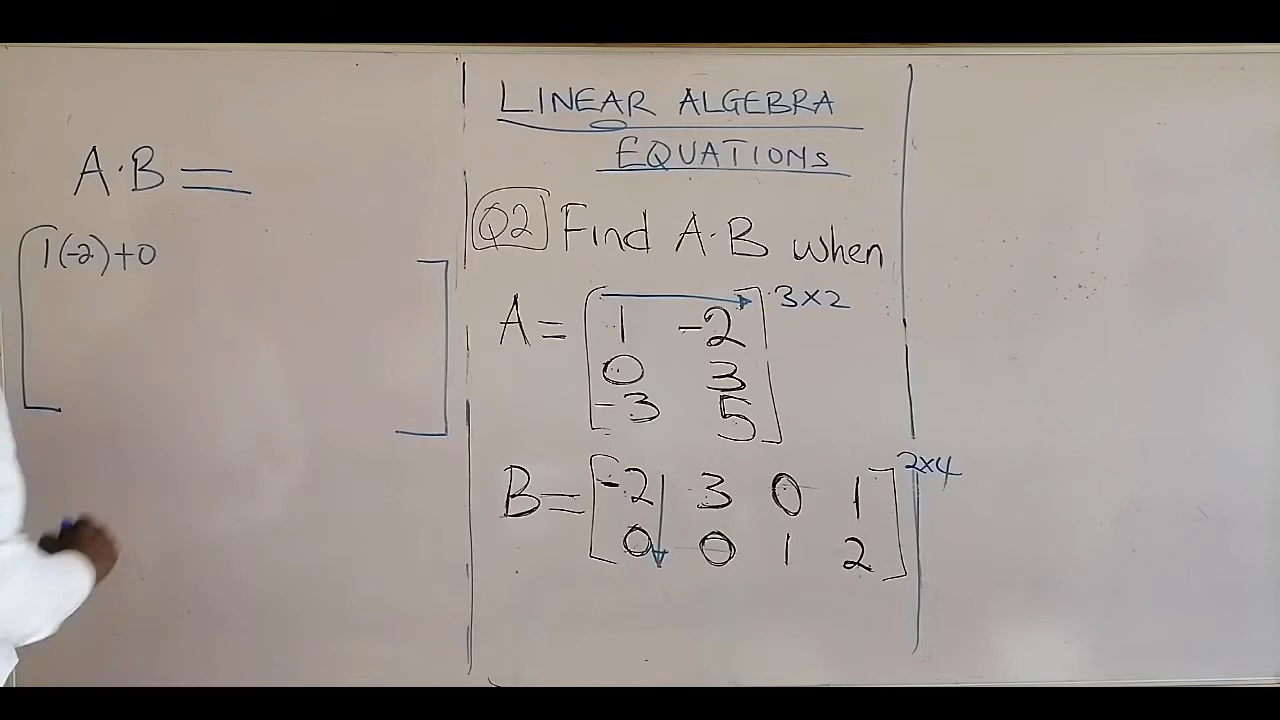 A·B =
1(-2)+0
LINEAR ALGEBRA
EQUATIONS
Q2 Find A·B when
A = [1 -2 3×2
0 3
-3 5]
B = [-2 3 0 1 2×4
0 0 1 2]